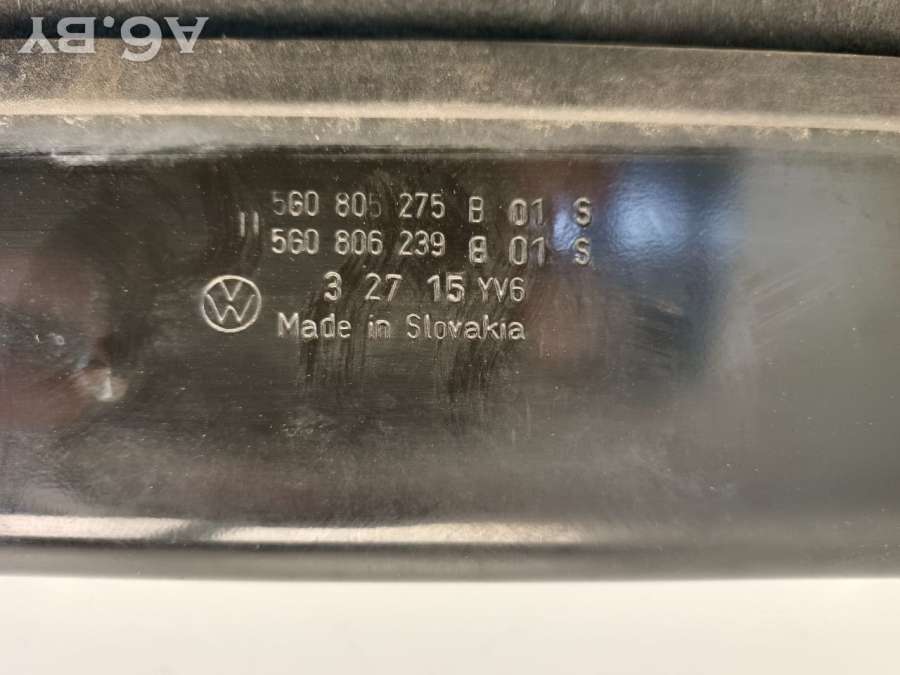 A6.BY
5G0 805 275 B 01 S
5G0 806 239 B 01 S
3 27 15 YV6
Made in Slovakia